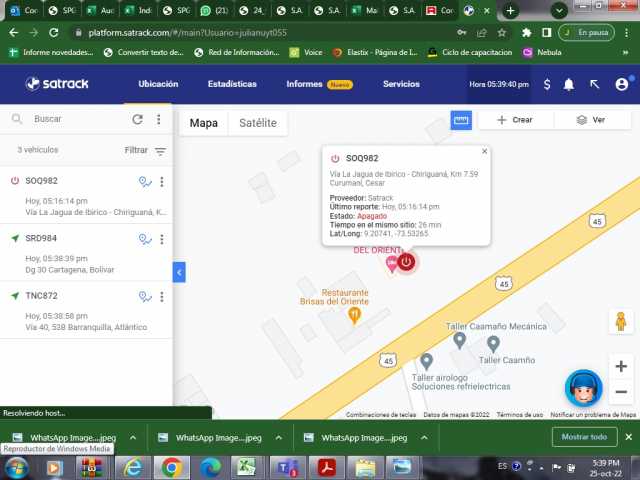 SPC
Aud
Indi
SPC
(21)
24_
S.A.
S.A.
S.A.
Mai
Cor
platform.satrack.com/#/main?Usuario=julianuyt055
J
En pausa
Informe novedades...
Convertir texto de...
Red de Información...
Voice
Elastix - Página de I...
Ciclo de capacitacion
Nebula
»
satrack
Ubicación
Estadísticas
Informes Nuevo
Servicios
Hora 05:39:40 pm
Buscar
Mapa
Satélite
Crear
Ver
3 vehículos
Filtrar
SOQ982
Hoy, 05:16:14 pm
Vía La Jagua de Ibirico - Chiriguaná, K...
SRD984
Hoy, 05:38:39 pm
Dg 30 Cartagena, Bolívar
TNC872
Hoy, 05:38:58 pm
Vía 40, 53B Barranquilla, Atlántico
SOQ982
Vía La Jagua de Ibirico - Chiriguaná, Km 7.59
Curumaní, Cesar
Proveedor: Satrack
Último reporte: Hoy, 05:16:14 pm
Estado: Apagado
Tiempo en el mismo sitio: 26 min
Lat/Long: 9.20741, -73.53265
DEL ORIENT
45
45
45
Restaurante
Brisas del Oriente
Taller Caamaño Mecánica
Taller Caamño
Taller airologo
Soluciones refrielectricas
Combinaciones de teclas
Datos de mapas ©2022
Términos de uso
Notificar un problema de Maps
Resolviendo host...
WhatsApp Image....jpeg
WhatsApp Image....jpeg
WhatsApp Image....jpeg
Mostrar todo
Reproductor de Windows Media
ES
5:39 PM
25-oct-22